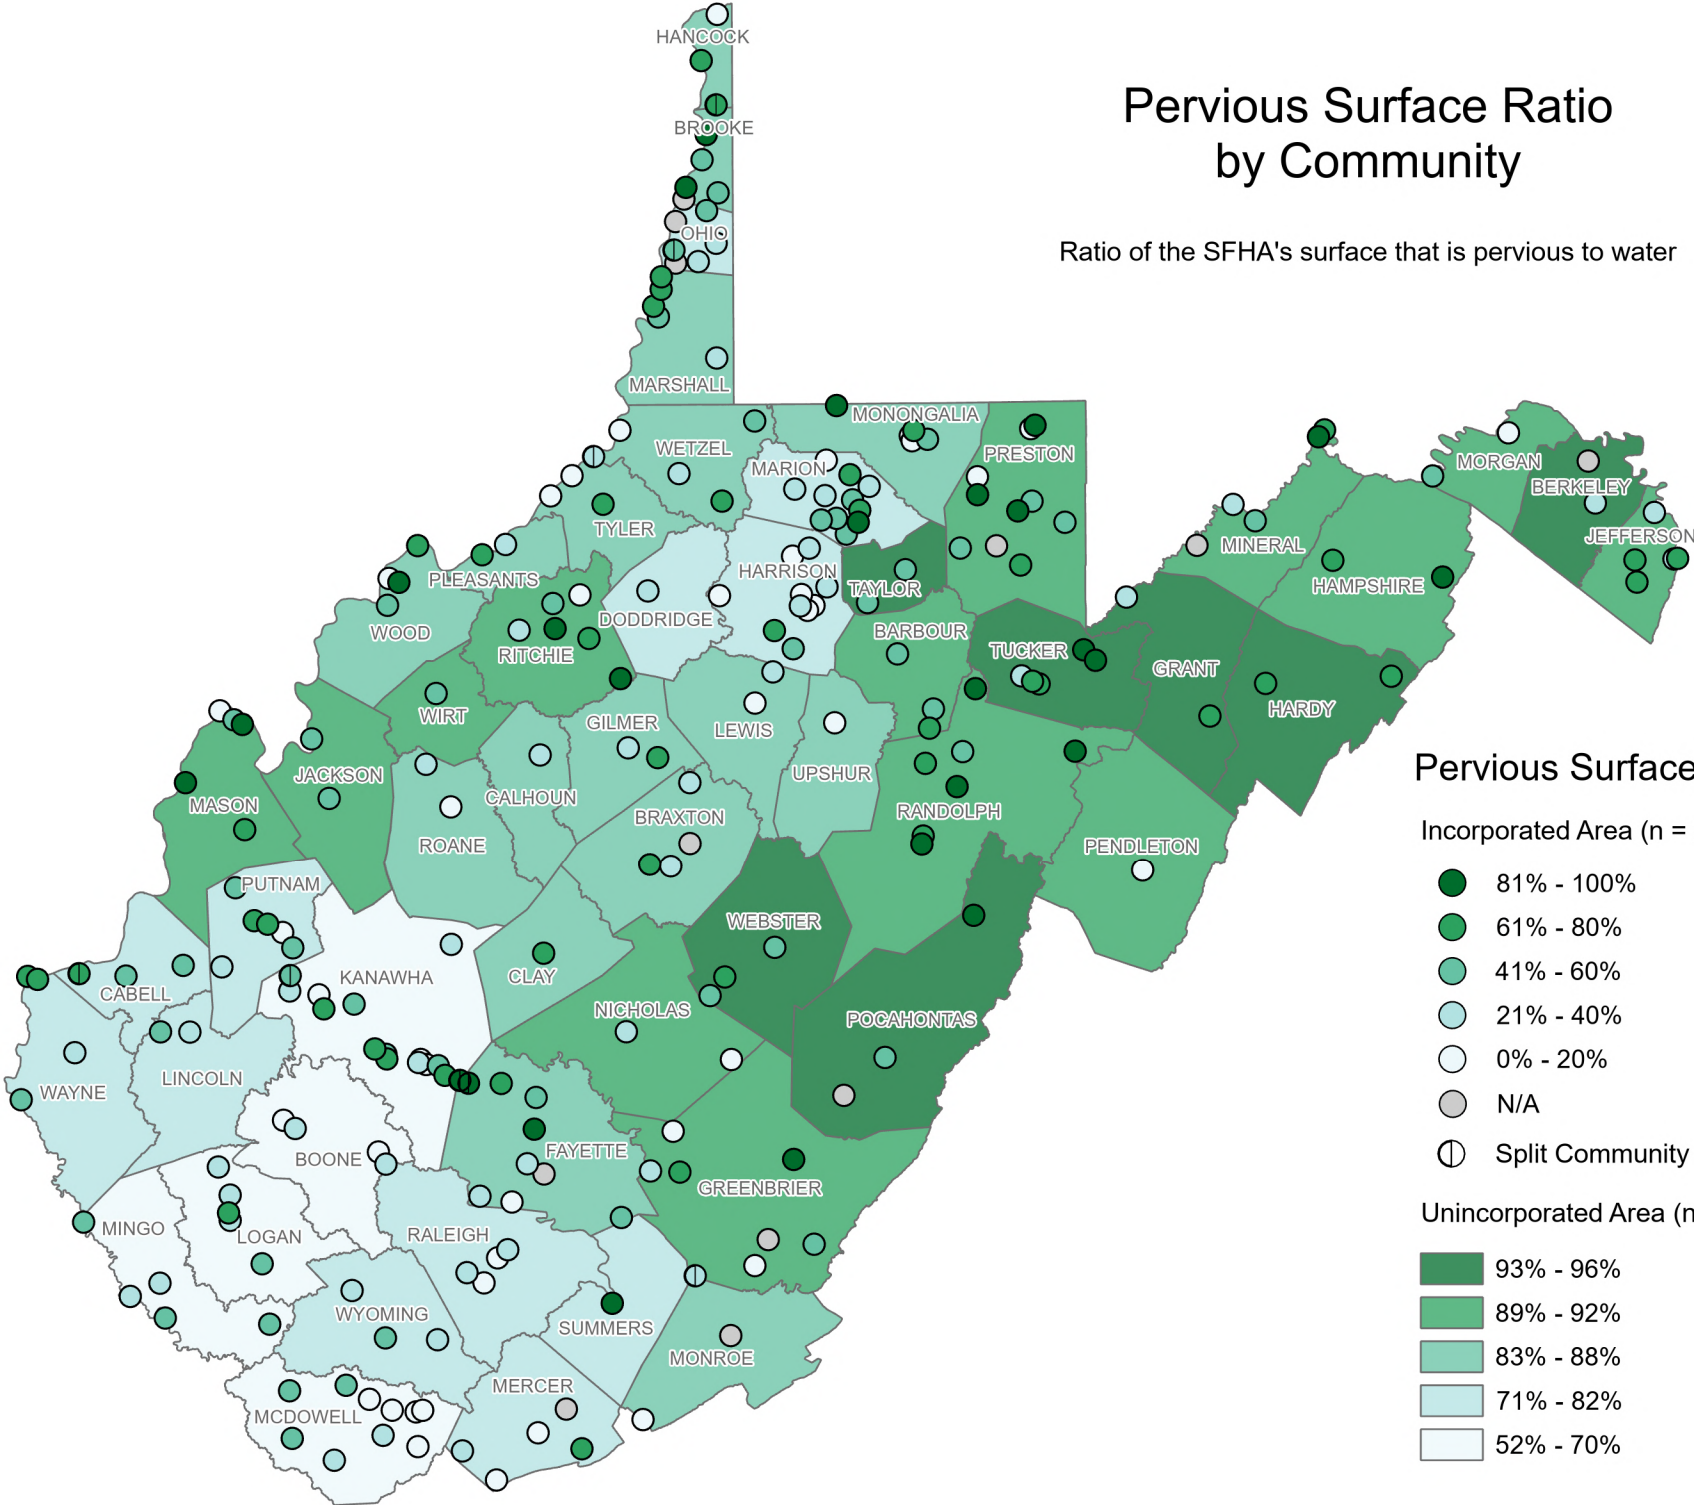 Pervious Surface Ratio
by Community
Ratio of the SFHA's surface that is pervious to water
HANCOCK
BROOKE
OHIO
MARSHALL
WETZEL
MONONGALIA
MARION
PRESTON
TYLER
PLEASANTS
HARRISON
TAYLOR
DODDRIDGE
WOOD
RITCHIE
BARBOUR
TUCKER
GRANT
MINERAL
HAMPSHIRE
MORGAN
BERKELEY
JEFFERSON
HARDY
WIRT
GILMER
LEWIS
UPSHUR
JACKSON
MASON
CALHOUN
ROANE
BRAXTON
RANDOLPH
PENDLETON
PUTNAM
WEBSTER
KANAWHA
CLAY
CABELL
NICHOLAS
POCAHONTAS
LINCOLN
WAYNE
BOONE
FAYETTE
GREENBRIER
MINGO
LOGAN
RALEIGH
WYOMING
SUMMERS
MONROE
MERCER
MCDOWELL
Pervious Surface
Incorporated Area (n =
81% - 100%
61% - 80%
41% - 60%
21% - 40%
0% - 20%
N/A
Split Community
Unincorporated Area (n
93% - 96%
89% - 92%
83% - 88%
71% - 82%
52% - 70%